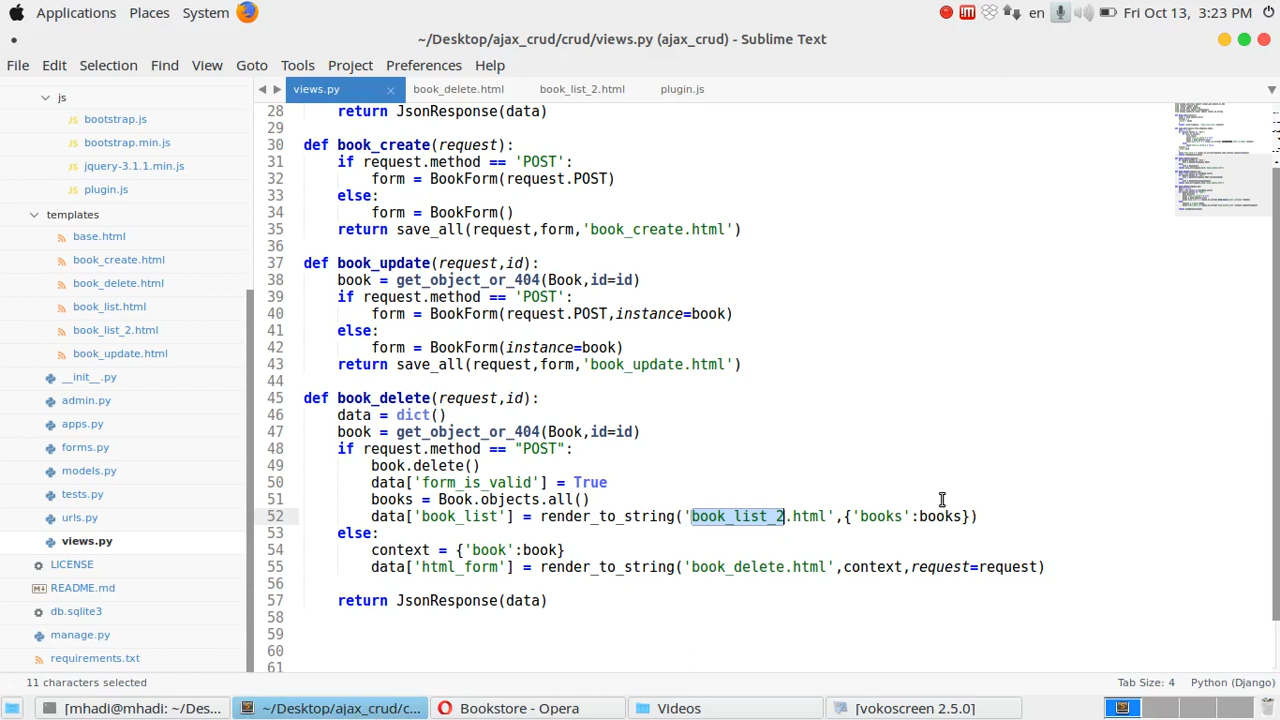 Applications Places System en Fri Oct 13, 3:23 PM
~/Desktop/ajax_crud/crud/views.py (ajax_crud) - Sublime Text
File Edit Selection Find View Goto Tools Project Preferences Help
js
bootstrap.js
bootstrap.min.js
jquery-3.1.1.min.js
plugin.js
templates
base.html
book_create.html
book_delete.html
book_list.html
book_list_2.html
book_update.html
__init__.py
admin.py
apps.py
forms.py
models.py
tests.py
urls.py
views.py
LICENSE
README.md
db.sqlite3
manage.py
requirements.txt
views.py book_delete.html book_list_2.html plugin.js
28 return JsonResponse(data)
29
30 def book_create(request):
31 if request.method == 'POST':
32 form = BookForm(request.POST)
33 else:
34 form = BookForm()
35 return save_all(request,form,'book_create.html')
36
37 def book_update(request,id):
38 book = get_object_or_404(Book,id=id)
39 if request.method == 'POST':
40 form = BookForm(request.POST,instance=book)
41 else:
42 form = BookForm(instance=book)
43 return save_all(request,form,'book_update.html')
44
45 def book_delete(request,id):
46 data = dict()
47 book = get_object_or_404(Book,id=id)
48 if request.method == "POST":
49 book.delete()
50 data['form_is_valid'] = True
51 books = Book.objects.all()
52 data['book_list'] = render_to_string('book_list_2.html',{'books':books})
53 else:
54 context = {'book':book}
55 data['html_form'] = render_to_string('book_delete.html',context,request=request)
56
57 return JsonResponse(data)
58
59
60
61
11 characters selected Tab Size: 4 Python (Django)
[mhadi@mhadi: ~/Des... ~/Desktop/ajax_crud/c... Bookstore - Opera Videos [vokoscreen 2.5.0]